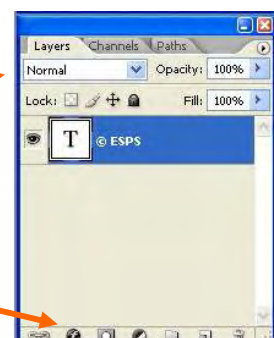 Layers Channels Paths
Normal Opacity: 100%
Lock: Fill: 100%
T © ESPS